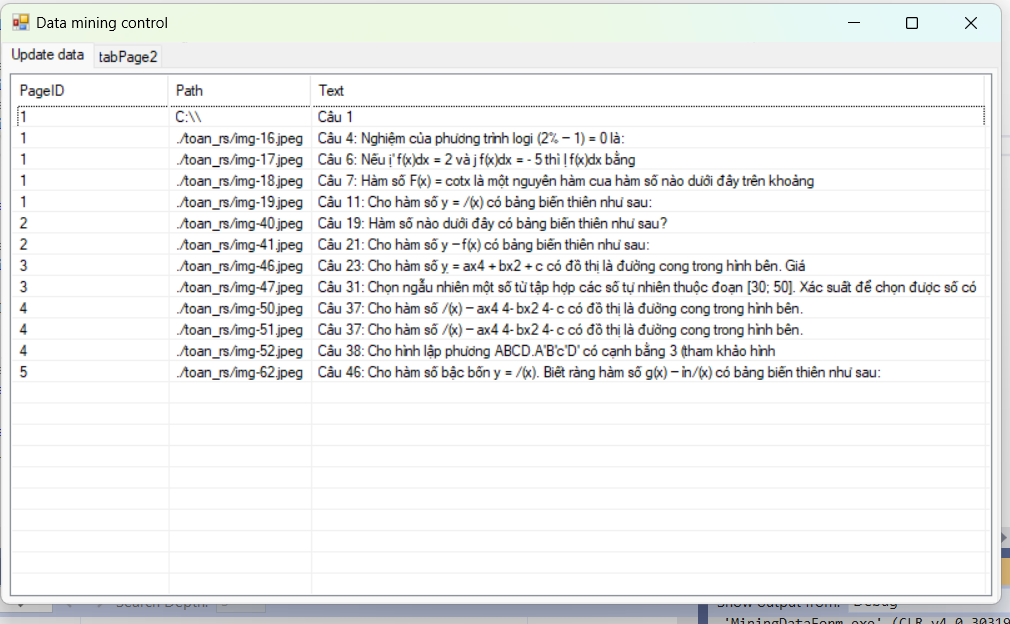 Data mining control
Update data tabPage2
PageID Path Text
1 C:\\ Câu 1
1 ./toan_rs/img-16.jpeg Câu 4: Nghiệm của phương trình logi (2% – 1) = 0 là:
1 ./toan_rs/img-17.jpeg Câu 6: Nếu ị' f(x)dx = 2 và j f(x)dx = - 5 thì | f(x)dx bằng
1 ./toan_rs/img-18.jpeg Câu 7: Hàm số F(x) = cotx là một nguyên hàm cua hàm số nào dưới đây trên khoảng
1 ./toan_rs/img-19.jpeg Câu 11: Cho hàm số y = /(x) có bảng biến thiên như sau:
2 ./toan_rs/img-40.jpeg Câu 19: Hàm số nào dưới đây có bảng biến thiên như sau?
2 ./toan_rs/img-41.jpeg Câu 21: Cho hàm số y – f(x) có bảng biến thiên như sau:
3 ./toan_rs/img-46.jpeg Câu 23: Cho hàm số y = ax4 + bx2 + c có đồ thị là đường cong trong hình bên. Giá
3 ./toan_rs/img-47.jpeg Câu 31: Chọn ngẫu nhiên một số từ tập hợp các số tự nhiên thuộc đoạn [30; 50]. Xác suất để chọn được số có
4 ./toan_rs/img-50.jpeg Câu 37: Cho hàm số /(x) – ax4 4- bx2 4- c có đồ thị là đường cong trong hình bên.
4 ./toan_rs/img-51.jpeg Câu 37: Cho hàm số /(x) – ax4 4- bx2 4- c có đồ thị là đường cong trong hình bên.
4 ./toan_rs/img-52.jpeg Câu 38: Cho hình lập phương ABCD.A'B'c'D' có cạnh bằng 3 (tham khảo hình
5 ./toan_rs/img-62.jpeg Câu 46: Cho hàm số bậc bốn y = /(x). Biết ràng hàm số g(x) – in/(x) có bảng biến thiên như sau:
Search Depth:
Show output from: Debug
'MiningDataForm.exe' (CLR v4.0.30319